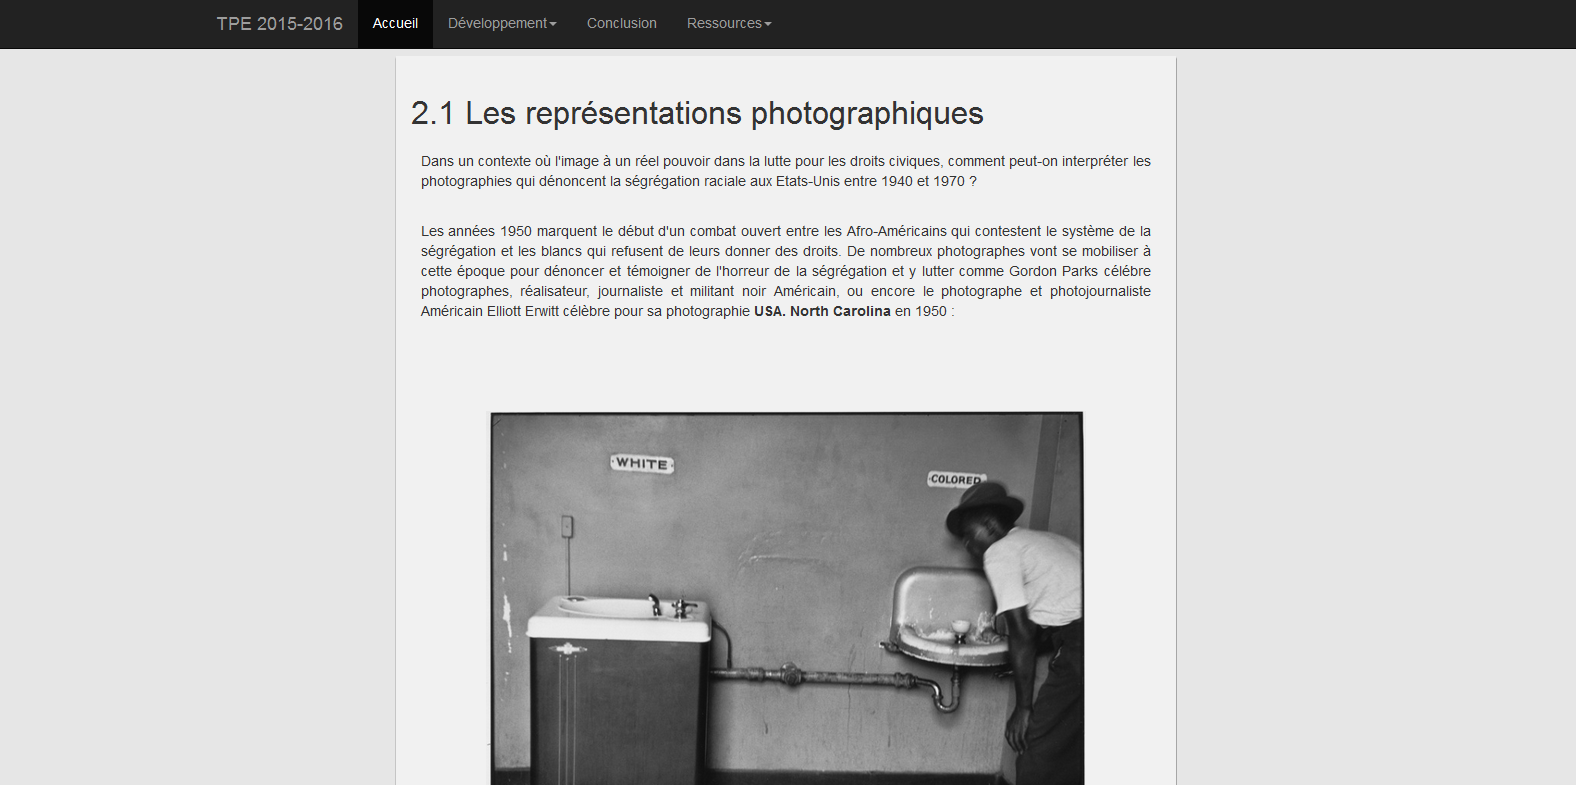 TPE 2015-2016 Accueil Développement Conclusion Ressources
2.1 Les représentations photographiques
Dans un contexte où l'image à un réel pouvoir dans la lutte pour les droits civiques, comment peut-on interpréter les
photographies qui dénoncent la ségrégation raciale aux Etats-Unis entre 1940 et 1970 ?
Les années 1950 marquent le début d'un combat ouvert entre les Afro-Américains qui contestent le système de la
ségrégation et les blancs qui refusent de leurs donner des droits. De nombreux photographes vont se mobiliser à
cette époque pour dénoncer et témoigner de l'horreur de la ségrégation et y lutter comme Gordon Parks célébre
photographes, réalisateur, journaliste et militant noir Américain, ou encore le photographe et photojournaliste
Américain Elliott Erwitt célèbre pour sa photographie USA. North Carolina en 1950 :
WHITE
COLORED